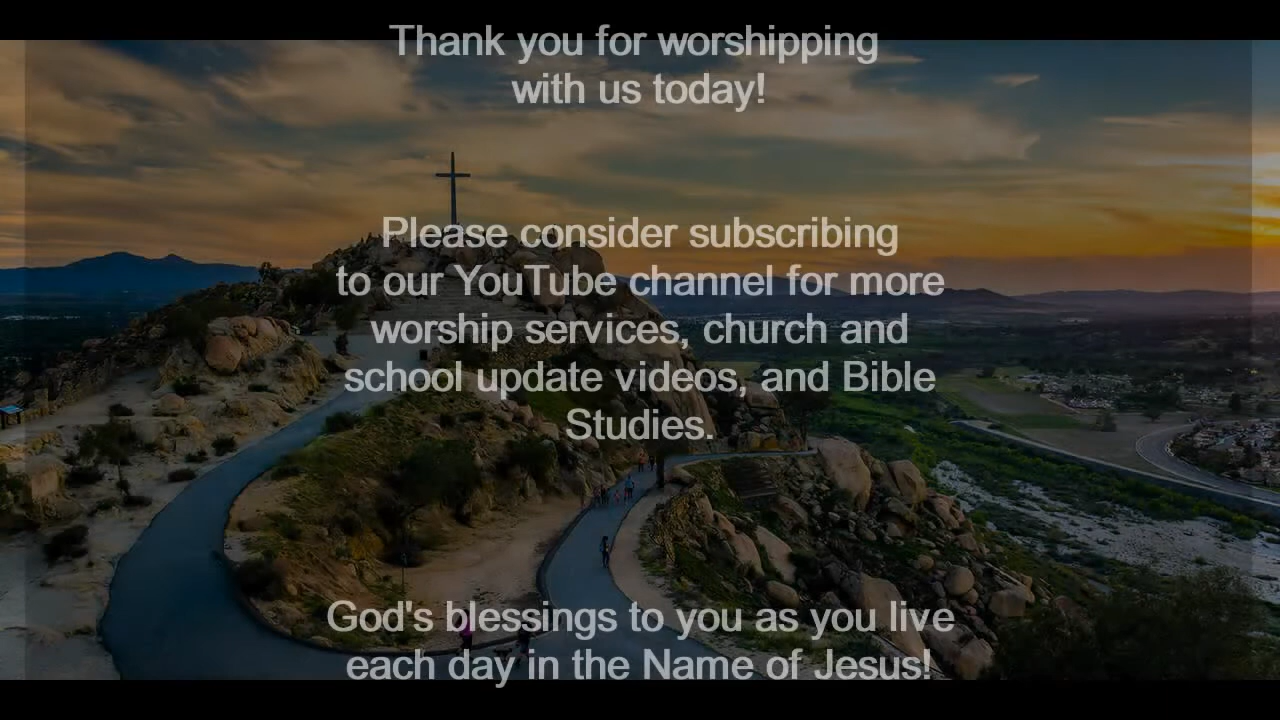 Thank you for worshipping
with us today!
Please consider subscribing
to our YouTube channel for more
worship services, church and
school update videos, and Bible
Studies.
God's blessings to you as you live
each day in the Name of Jesus!